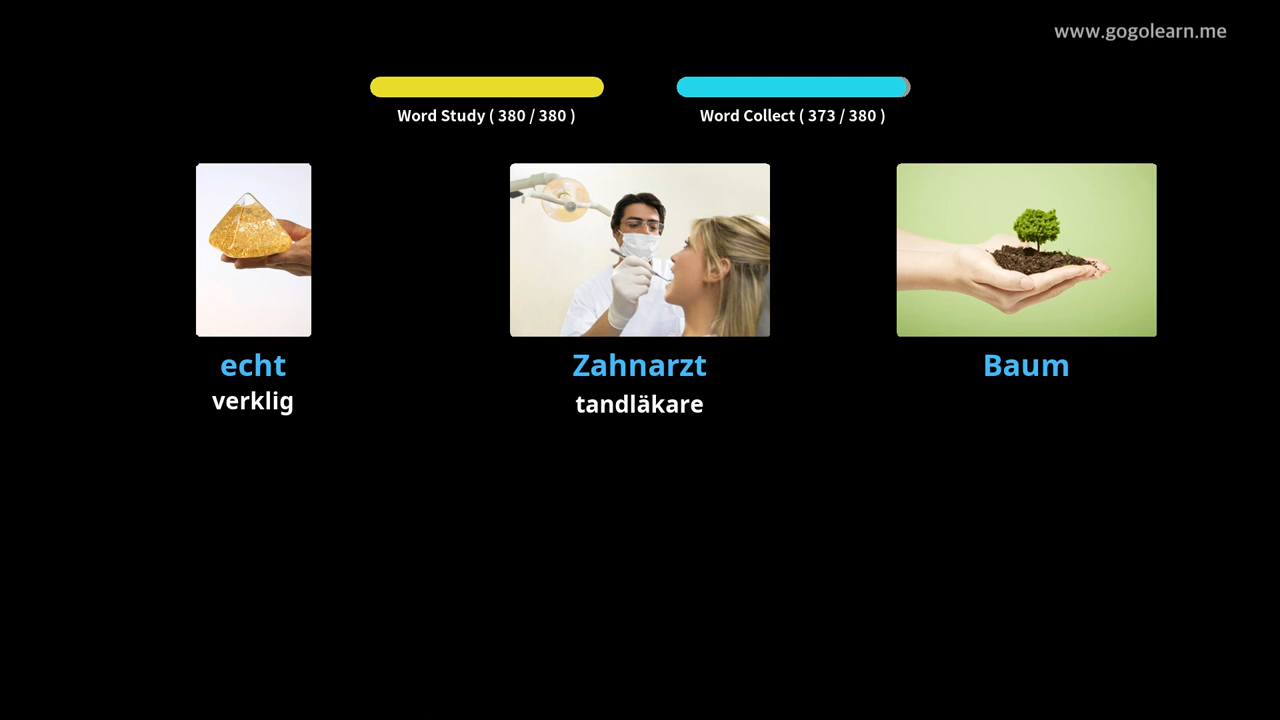 www.gogolearn.me
Word Study ( 380 / 380 )
Word Collect ( 373 / 380 )
echt
verklig
Zahnarzt
tandläkare
Baum